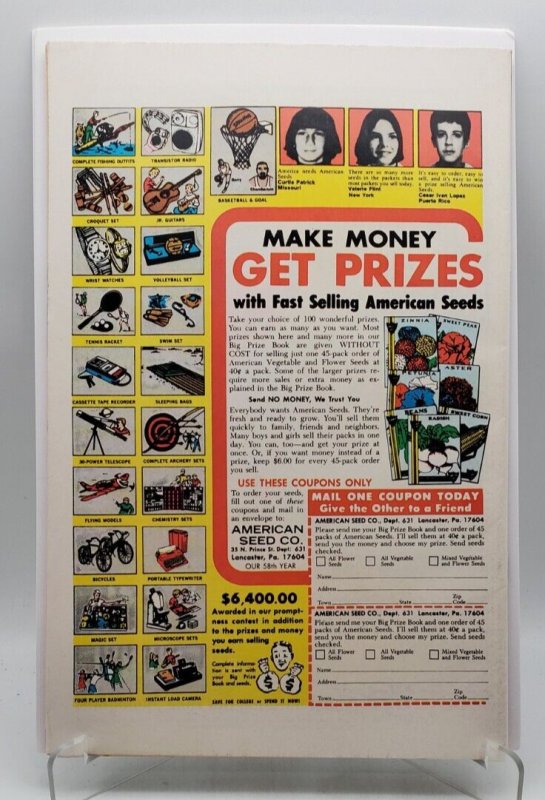 COMPLETE FISHING OUTFITS
TRANSISTOR RADIO
CROQUET SET
JR. GUITARS
WRIST WATCHES
VOLLEYBALL SET
TENNIS RACKET
SWIM SET
CASSETTE TAPE RECORDER
SLEEPING BAGS
30-POWER TELESCOPE
COMPLETE ARCHERY SETS
FLYING MODELS
CHEMISTRY SETS
BICYCLES
PORTABLE TYPEWRITER
MAGIC SET
MICROSCOPE SETS
FOUR PLAYER BADMINTON
INSTANT LOAD CAMERA
BASKETBALL & GOAL
America needs American
Seeds
Curtis Patrick
Missouri
There are so many more
seeds in the packets than
most packets you sell today.
Valerie Flint
New York
It's easy to order, easy to
sell, and it's easy to win
a prize selling American
Seeds.
Cesar Ivan Lopez
Puerto Rico
MAKE MONEY
GET PRIZES
with Fast Selling American Seeds
Take your choice of 100 wonderful prizes.
You can earn as many as you want. Most
prizes shown here and many more in our
Big Prize Book are given WITHOUT
COST for selling just one 45-pack order of
American Vegetable and Flower Seeds at
40¢ a pack. Some of the larger prizes re-
quire more sales or extra money as ex-
plained in the Big Prize Book.
Send NO MONEY, We Trust You
Everybody wants American Seeds. They're
fresh and ready to grow. You'll sell them
quickly to family, friends and neighbors.
Many boys and girls sell their packs in one
day. You can, too—and get your prize at
once. Or, if you want money instead of a
prize, keep $6.00 for every 45-pack order
you sell.
ZINNIA
SWEET PEAS
PETUNIA
ASTER
BEANS
RADISH
SWEET CORN
USE THESE COUPONS ONLY
To order your seeds,
fill out one of these
coupons and mail in
an envelope to:
AMERICAN
SEED CO.
35 N. Prince St. Dept. 631
Lancaster, Pa. 17604
OUR 58th YEAR
$6,400.00
Awarded in our prompt-
ness contest in addition
to the prizes and money
you earn selling
seeds.
Complete informa-
tion is sent with
your Big Prize
Book and seeds.
SAVE FOR COLLEGE or SPEND IT NOW!
MAIL ONE COUPON TODAY
Give the Other to a Friend
AMERICAN SEED CO., Dept. 631 Lancaster, Pa. 17604
Please send me your Big Prize Book and one order of 45
packs of American Seeds. I'll sell them at 40¢ a pack,
send you the money and choose my prize. Send seeds
checked.
All Flower Seeds
All Vegetable Seeds
Mixed Vegetable and Flower Seeds
Name
Address
Town State Zip Code
AMERICAN SEED CO., Dept. 631 Lancaster, Pa. 17604
Please send me your Big Prize Book and one order of 45
packs of American Seeds. I'll sell them at 40¢ a pack,
send you the money and choose my prize. Send seeds
checked.
All Flower Seeds
All Vegetable Seeds
Mixed Vegetable and Flower Seeds
Name
Address
Town State Zip Code